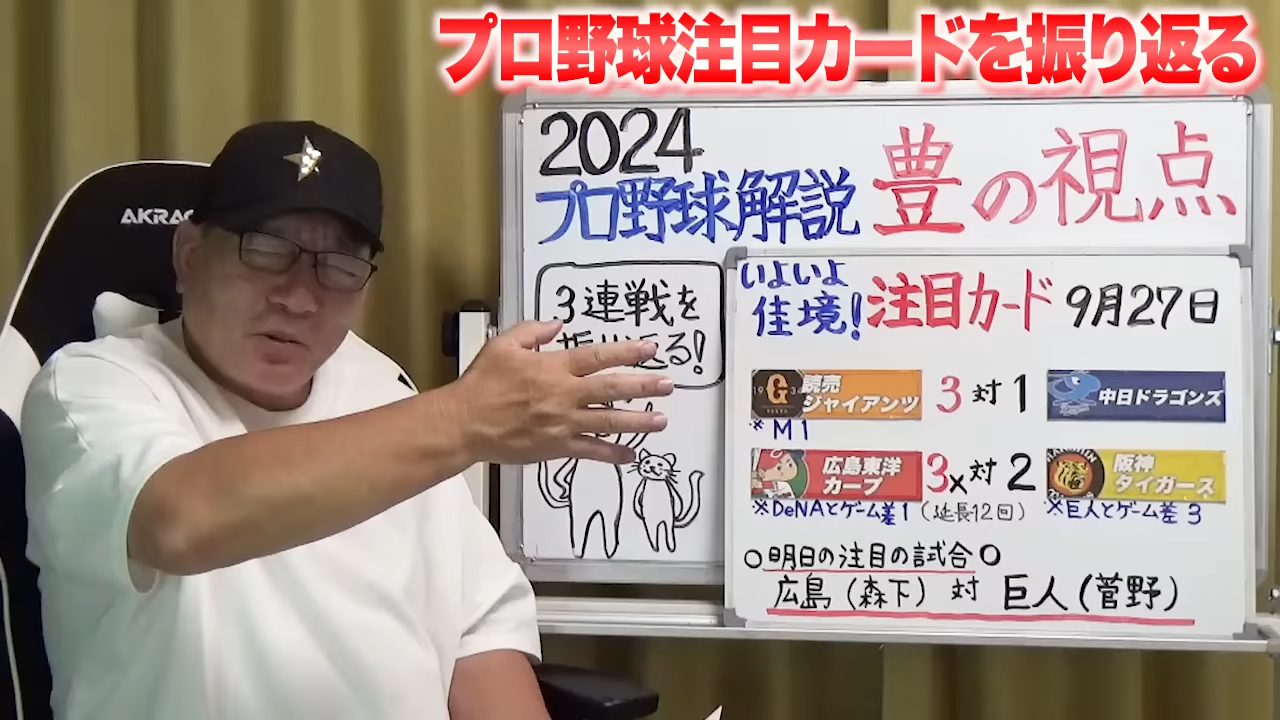 プロ野球注目カードを振り返る
2024
プロ野球解説 豊の視点
3連戦を
返る!
いよいよ
佳境! 注目カード 9月27日
読売
ジャイアンツ 3 対 1 中日ドラゴンズ
※M1
広島東洋
カープ 3x 対 2 阪神
タイガース
※DeNAとゲーム差1(延長12回) ※巨人とゲーム差3
○明日の注目の試合○
広島(森下) 対 巨人(菅野)
AKRAC
G